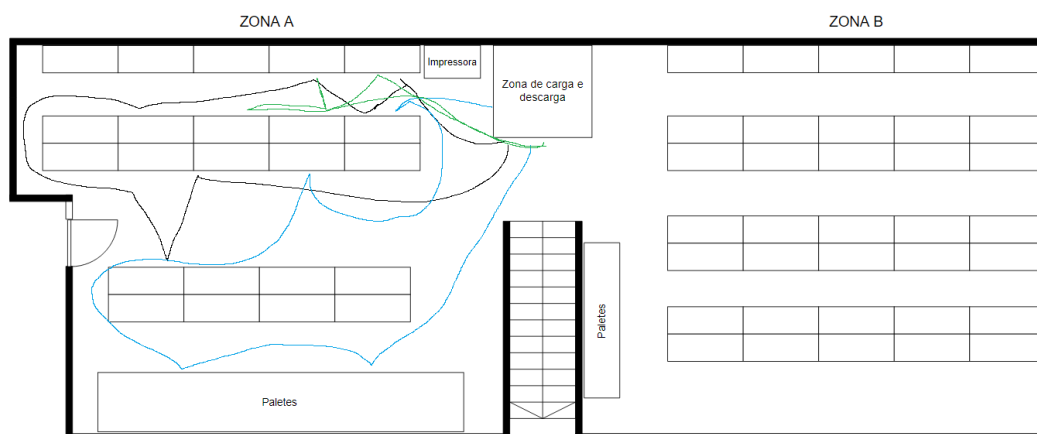 ZONA A
ZONA B
Impressora
Zona de carga e
descarga
Paletes
Paletes